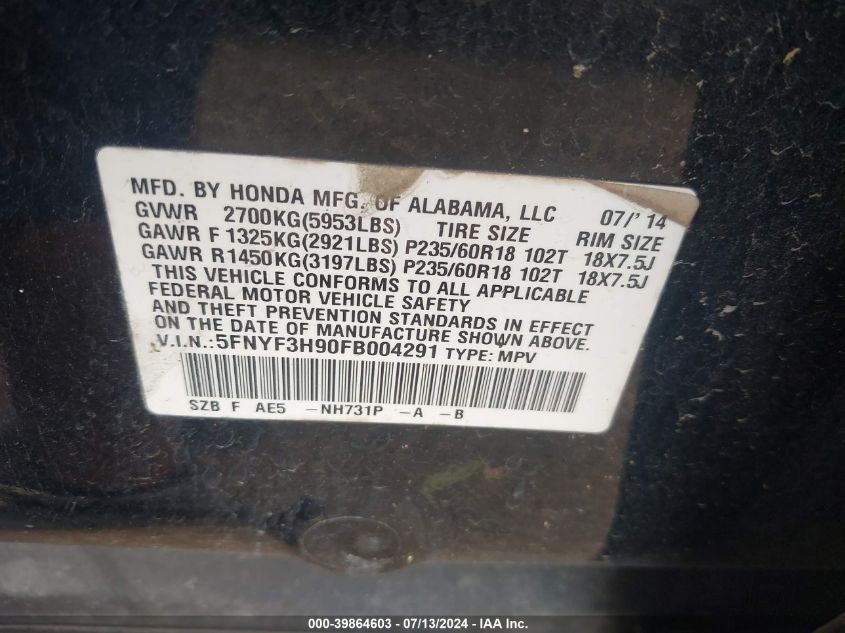 MFD. BY HONDA MFG. OF ALABAMA, LLC 07/'14
GVWR 2700KG(5953LBS) TIRE SIZE RIM SIZE
GAWR F 1325KG(2921LBS) P235/60R18 102T 18X7.5J
GAWR R1450KG(3197LBS) P235/60R18 102T 18X7.5J
THIS VEHICLE CONFORMS TO ALL APPLICABLE
FEDERAL MOTOR VEHICLE SAFETY
AND THEFT PREVENTION STANDARDS IN EFFECT
ON THE DATE OF MANUFACTURE SHOWN ABOVE.
V.I.N.:5FNYF3H90FB004291 TYPE: MPV
SZB F AE5 -NH731P -A -B
000-39864603 - 07/13/2024 - IAA Inc.